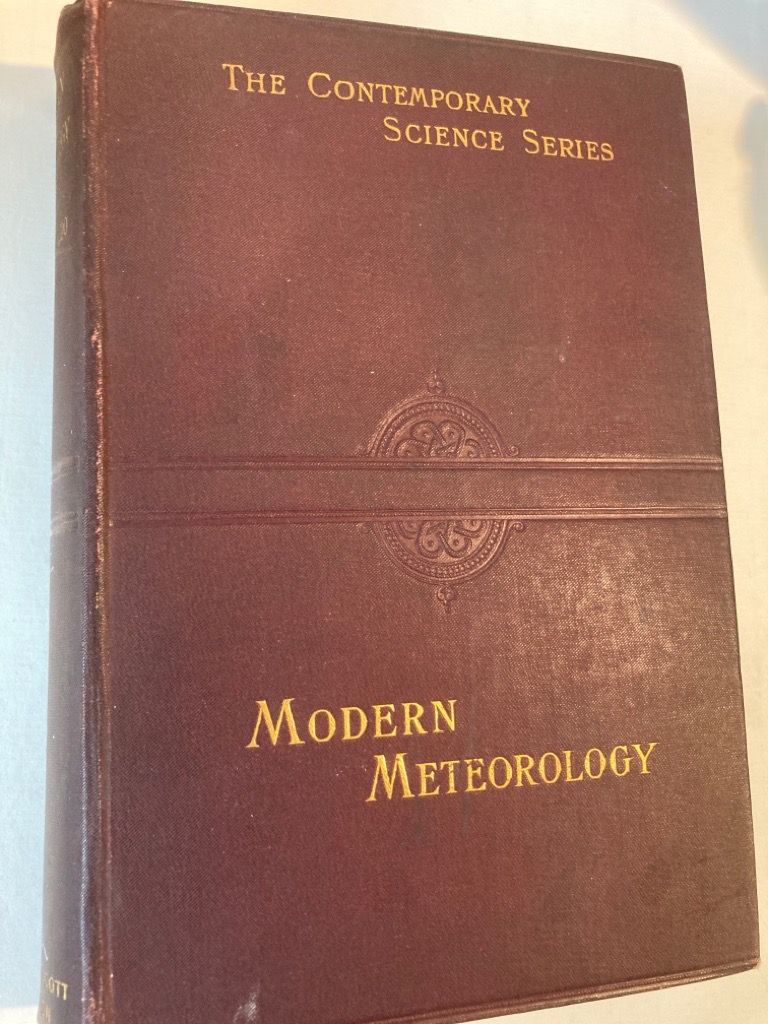 The Contemporary
Science Series
Modern
Meteorology